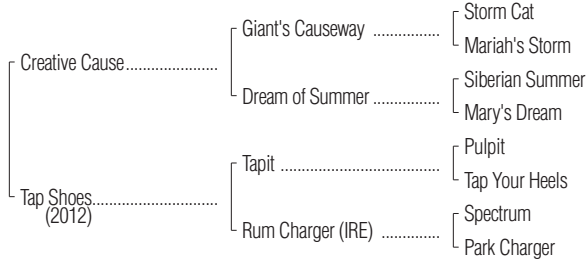 Storm Cat
Giant's Causeway ................
Mariah's Storm
Creative Cause......................
Siberian Summer
Dream of Summer ................
Mary's Dream
Pulpit
Tapit ......................................
Tap Your Heels
Tap Shoes..............................
(2012)
Spectrum
Rum Charger (IRE) ..............
Park Charger